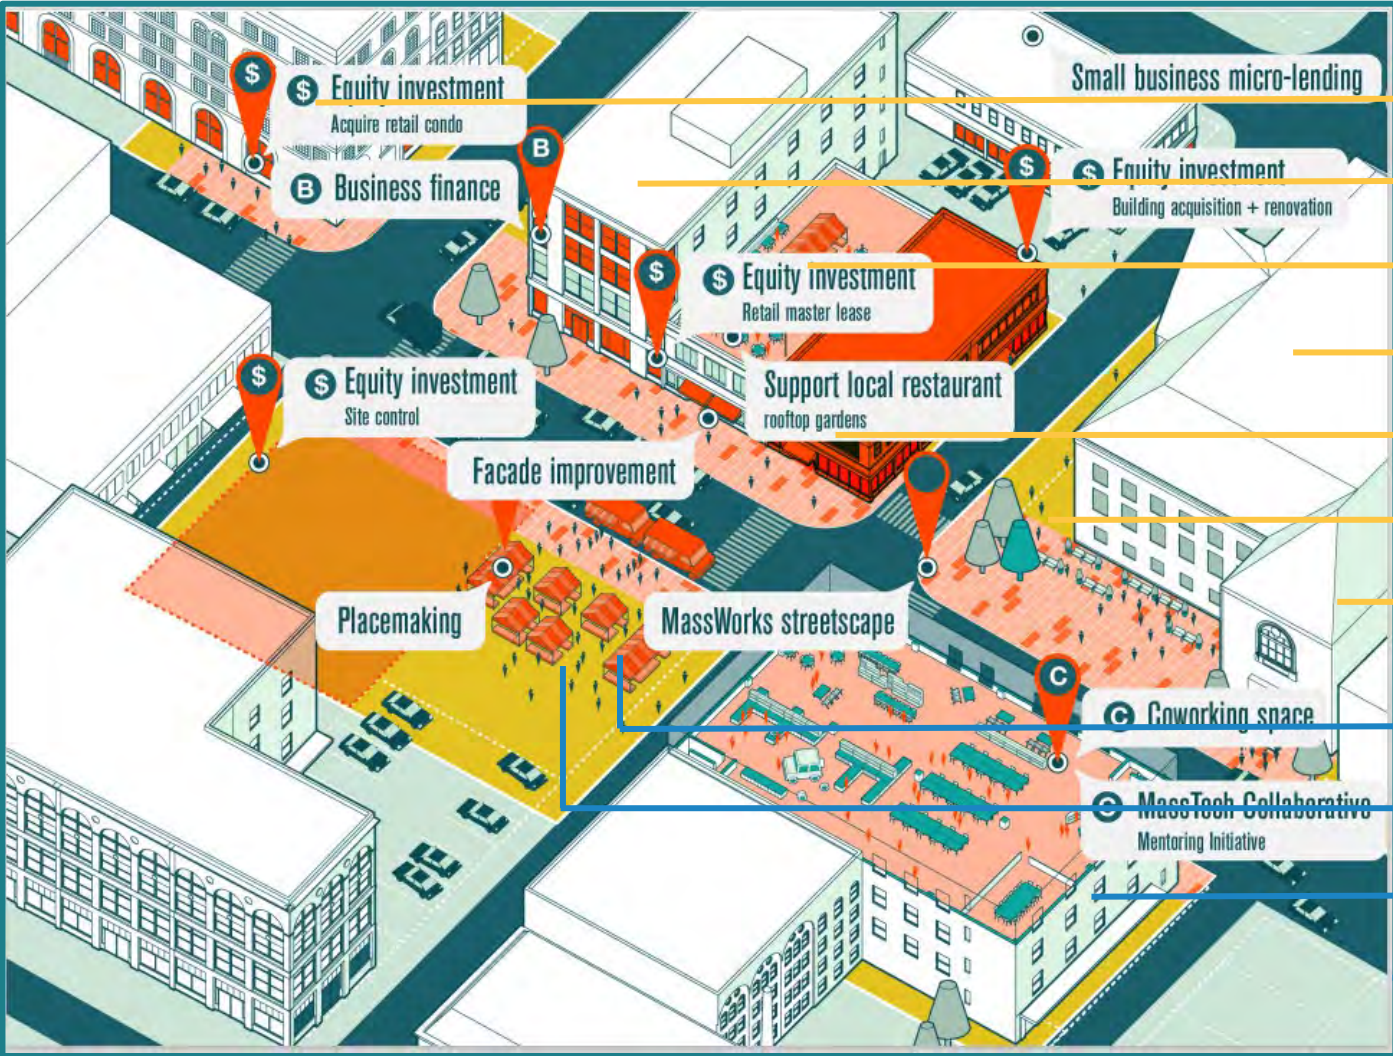 $
$ Equity investment
Acquire retail condo
B
B Business finance
Small business micro-lending
$
$ Equity investment
Building acquisition + renovation
$
$ Equity investment
Retail master lease
$
$ Equity investment
Site control
Support local restaurant
rooftop gardens
Facade improvement
Placemaking
MassWorks streetscape
C
C Coworking space
C MassTech Collaborative
Mentoring Initiative